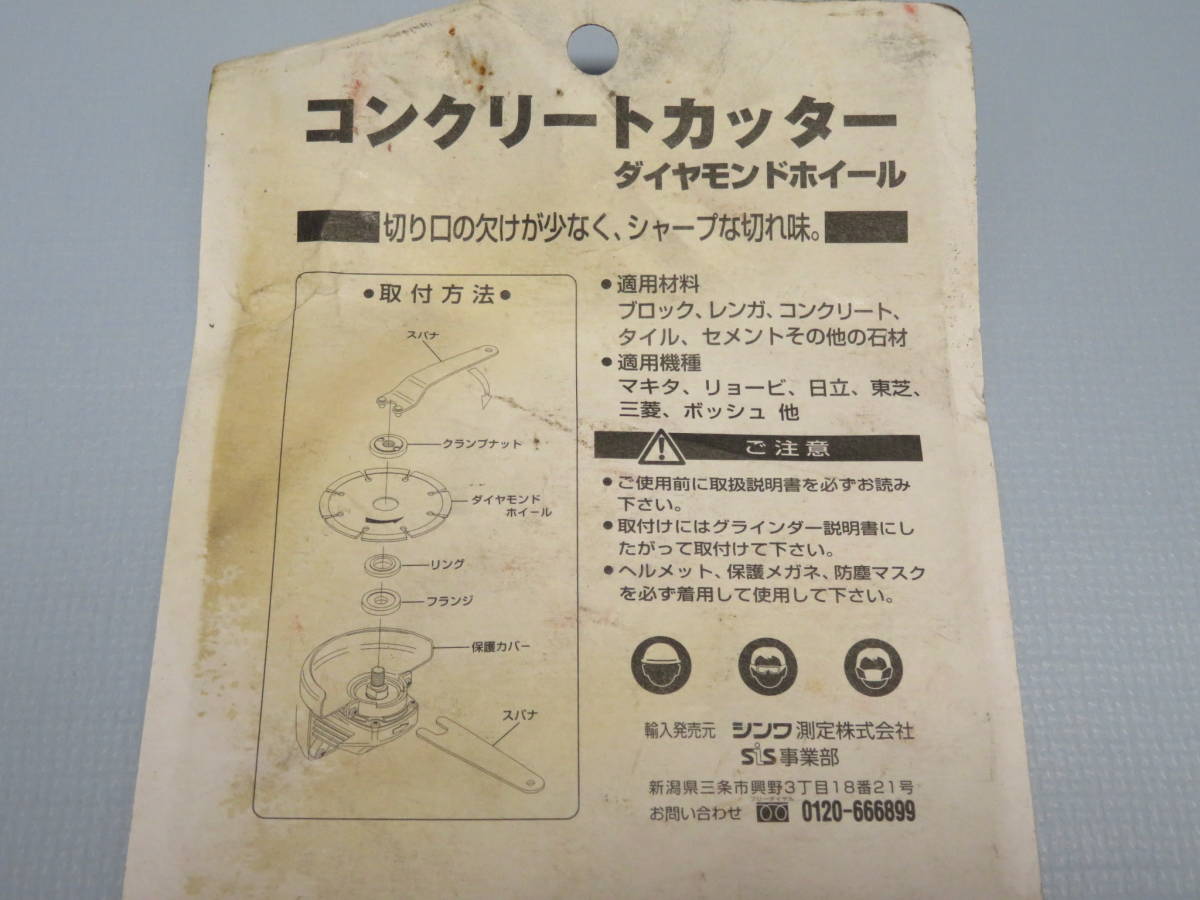 コンクリートカッター
ダイヤモンドホイール
切り口の欠けが少なく、シャープな切れ味。
●取付方法●
スパナ
クランプナット
ダイヤモンド
ホイール
リング
フランジ
保護カバー
スパナ
●適用材料
ブロック、レンガ、コンクリート、
タイル、セメントその他の石材
●適用機種
マキタ、リョービ、日立、東芝、
三菱、ボッシュ 他
ご注意
●ご使用前に取扱説明書を必ずお読み
下さい。
●取付けにはグラインダー説明書にし
たがって取付けて下さい。
●ヘルメット、保護メガネ、防塵マスク
を必ず着用して使用して下さい。
輸入発売元 シンワ測定株式会社
SiS事業部
新潟県三条市興野3丁目18番21号
フリーダイヤル
お問い合わせ 0120-666899